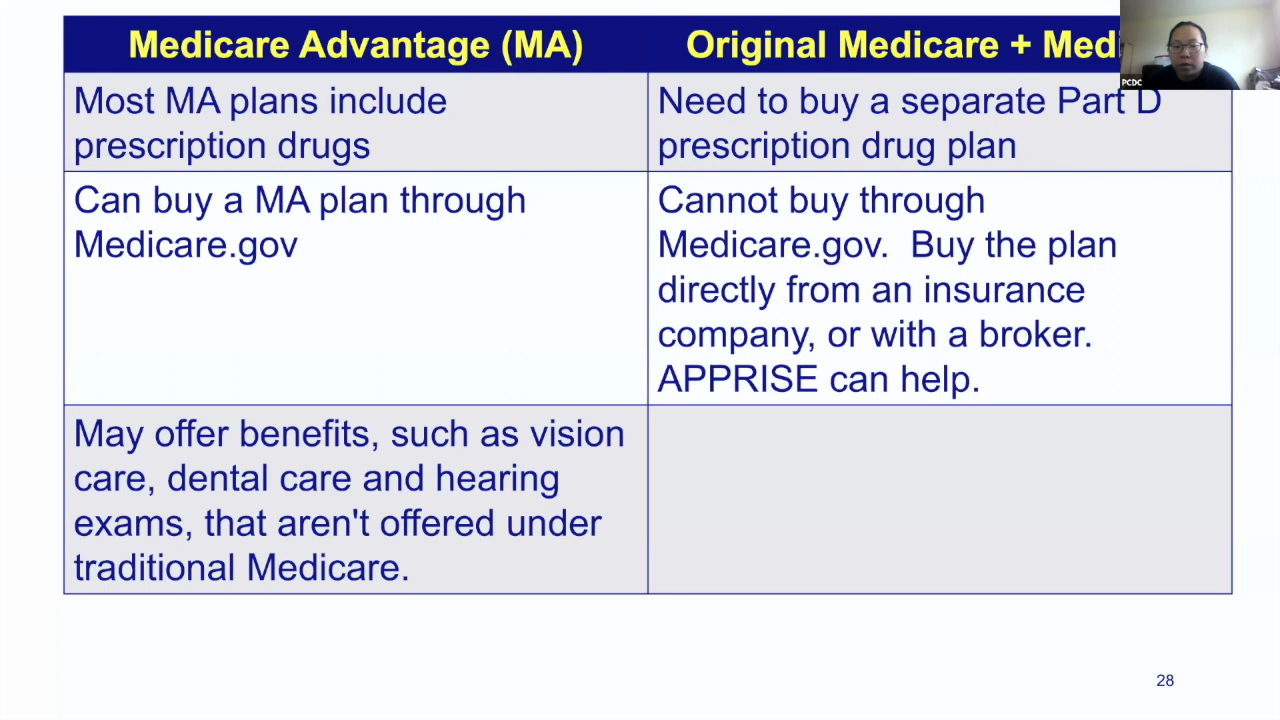 Medicare Advantage (MA)
Original Medicare + Medi
PCDC
Most MA plans include
prescription drugs
Need to buy a separate Part D
prescription drug plan
Can buy a MA plan through
Medicare.gov
Cannot buy through
Medicare.gov.  Buy the plan
directly from an insurance
company, or with a broker.
APPRISE can help.
May offer benefits, such as vision
care, dental care and hearing
exams, that aren't offered under
traditional Medicare.
28